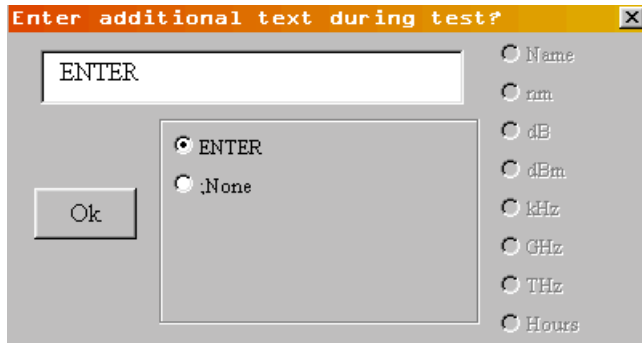 Enter additional text during test?
ENTER
ENTER
;None
Ok
Name
nm
dB
dBm
kHz
GHz
THz
Hours